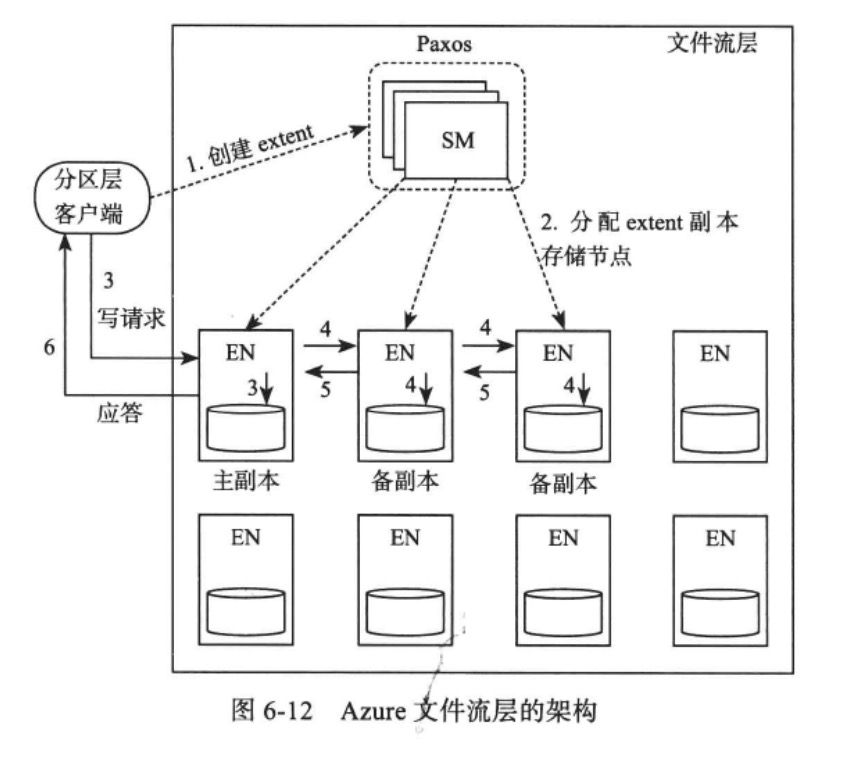 Paxos
文件流层
SM
1. 创建 extent
分区层
客户端
2. 分配 extent 副本
存储节点
3
写请求
6
应答
EN
3
4
5
EN
4
4
5
EN
4
EN
主副本
备副本
备副本
EN
EN
EN
EN
图 6-12 Azure 文件流层的架构